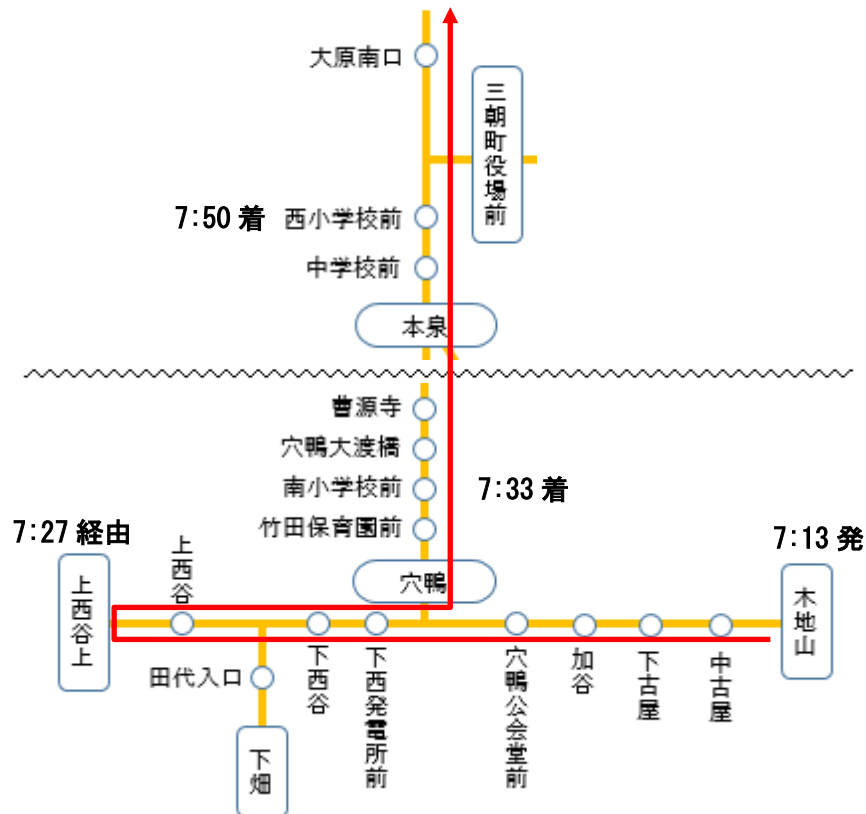 大原南口
三朝町役場前
7:50 着
西小学校前
中学校前
本泉
曹源寺
穴鴨大渡橋
南小学校前
7:33 着
竹田保育園前
7:27 経由
7:13 発
上西谷
穴鴨
上西谷上
木地山
田代入口
下西谷
下西発電所前
穴鴨公会堂前
加谷
下古屋
中古屋
下畑